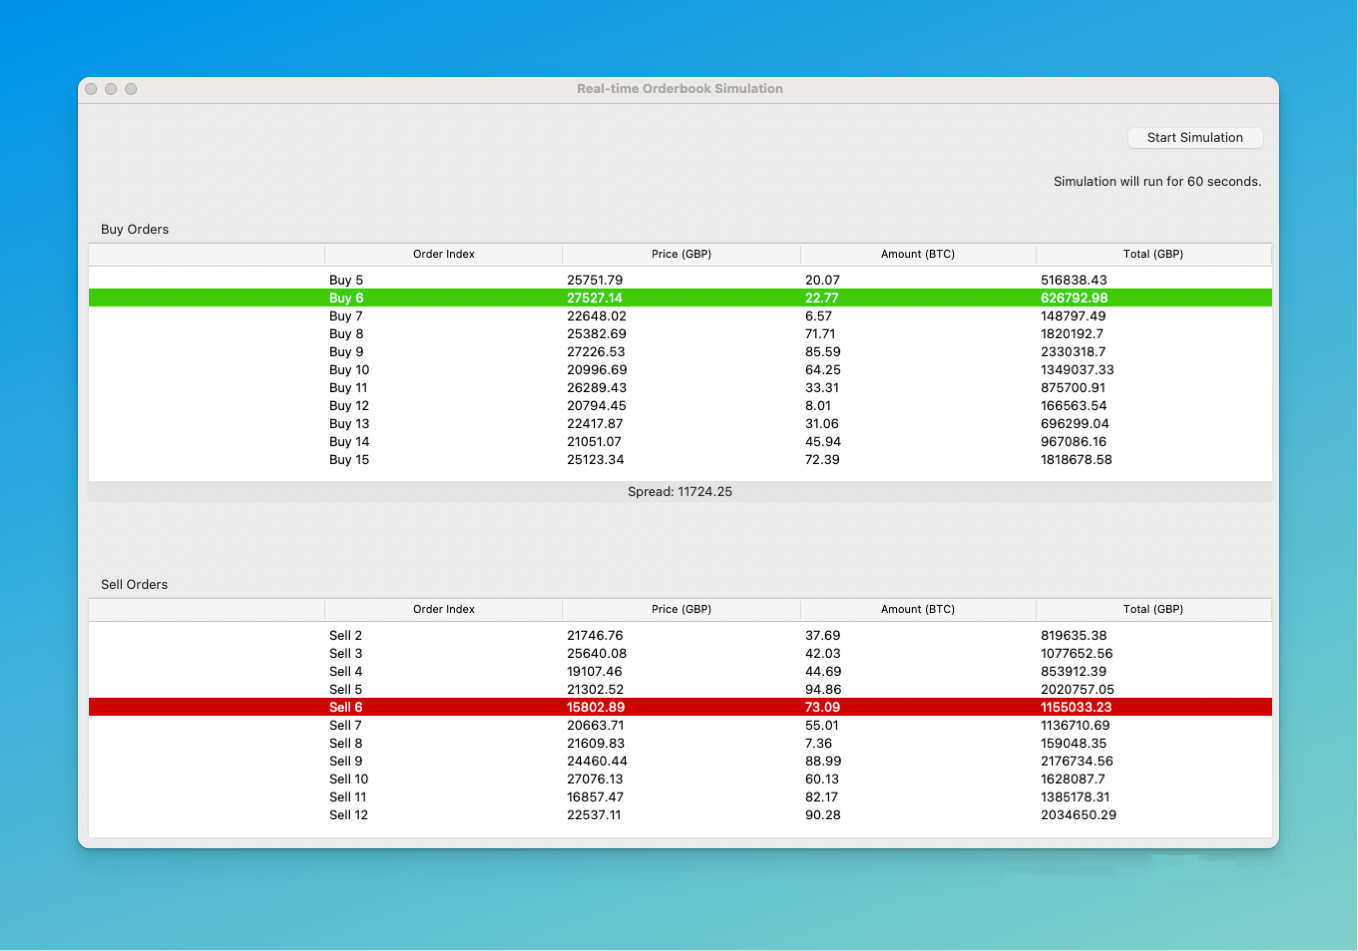 Real-time Orderbook Simulation
Start Simulation
Simulation will run for 60 seconds.
Buy Orders
Order Index Price (GBP) Amount (BTC) Total (GBP)
Buy 5 25751.79 20.07 516838.43
Buy 6 27527.14 22.77 626792.98
Buy 7 22648.02 6.57 148797.49
Buy 8 25382.69 71.71 1820192.7
Buy 9 27226.53 85.59 2330318.7
Buy 10 20996.69 64.25 1349037.33
Buy 11 26289.43 33.31 875700.91
Buy 12 20794.45 8.01 166563.54
Buy 13 22417.87 31.06 696299.04
Buy 14 21051.07 45.94 967086.16
Buy 15 25123.34 72.39 1818678.58
Spread: 11724.25
Sell Orders
Order Index Price (GBP) Amount (BTC) Total (GBP)
Sell 2 21746.76 37.69 819635.38
Sell 3 25640.08 42.03 1077652.56
Sell 4 19107.46 44.69 853912.39
Sell 5 21302.52 94.86 2020757.05
Sell 6 15802.89 73.09 1155033.23
Sell 7 20663.71 55.01 1136710.69
Sell 8 21609.83 7.36 159048.35
Sell 9 24460.44 88.99 2176734.56
Sell 10 27076.13 60.13 1628087.7
Sell 11 16857.47 82.17 1385178.31
Sell 12 22537.11 90.28 2034650.29